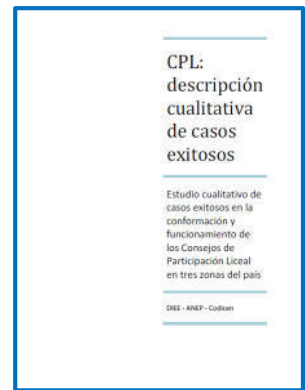 CPL:
descripción
cualitativa
de casos
exitosos
Estudio cualitativo de
casos exitosos en la
conformación y
funcionamiento de
los Consejos de
Participación Liceal
en tres zonas del país
DIEE - ANEP - Codicen